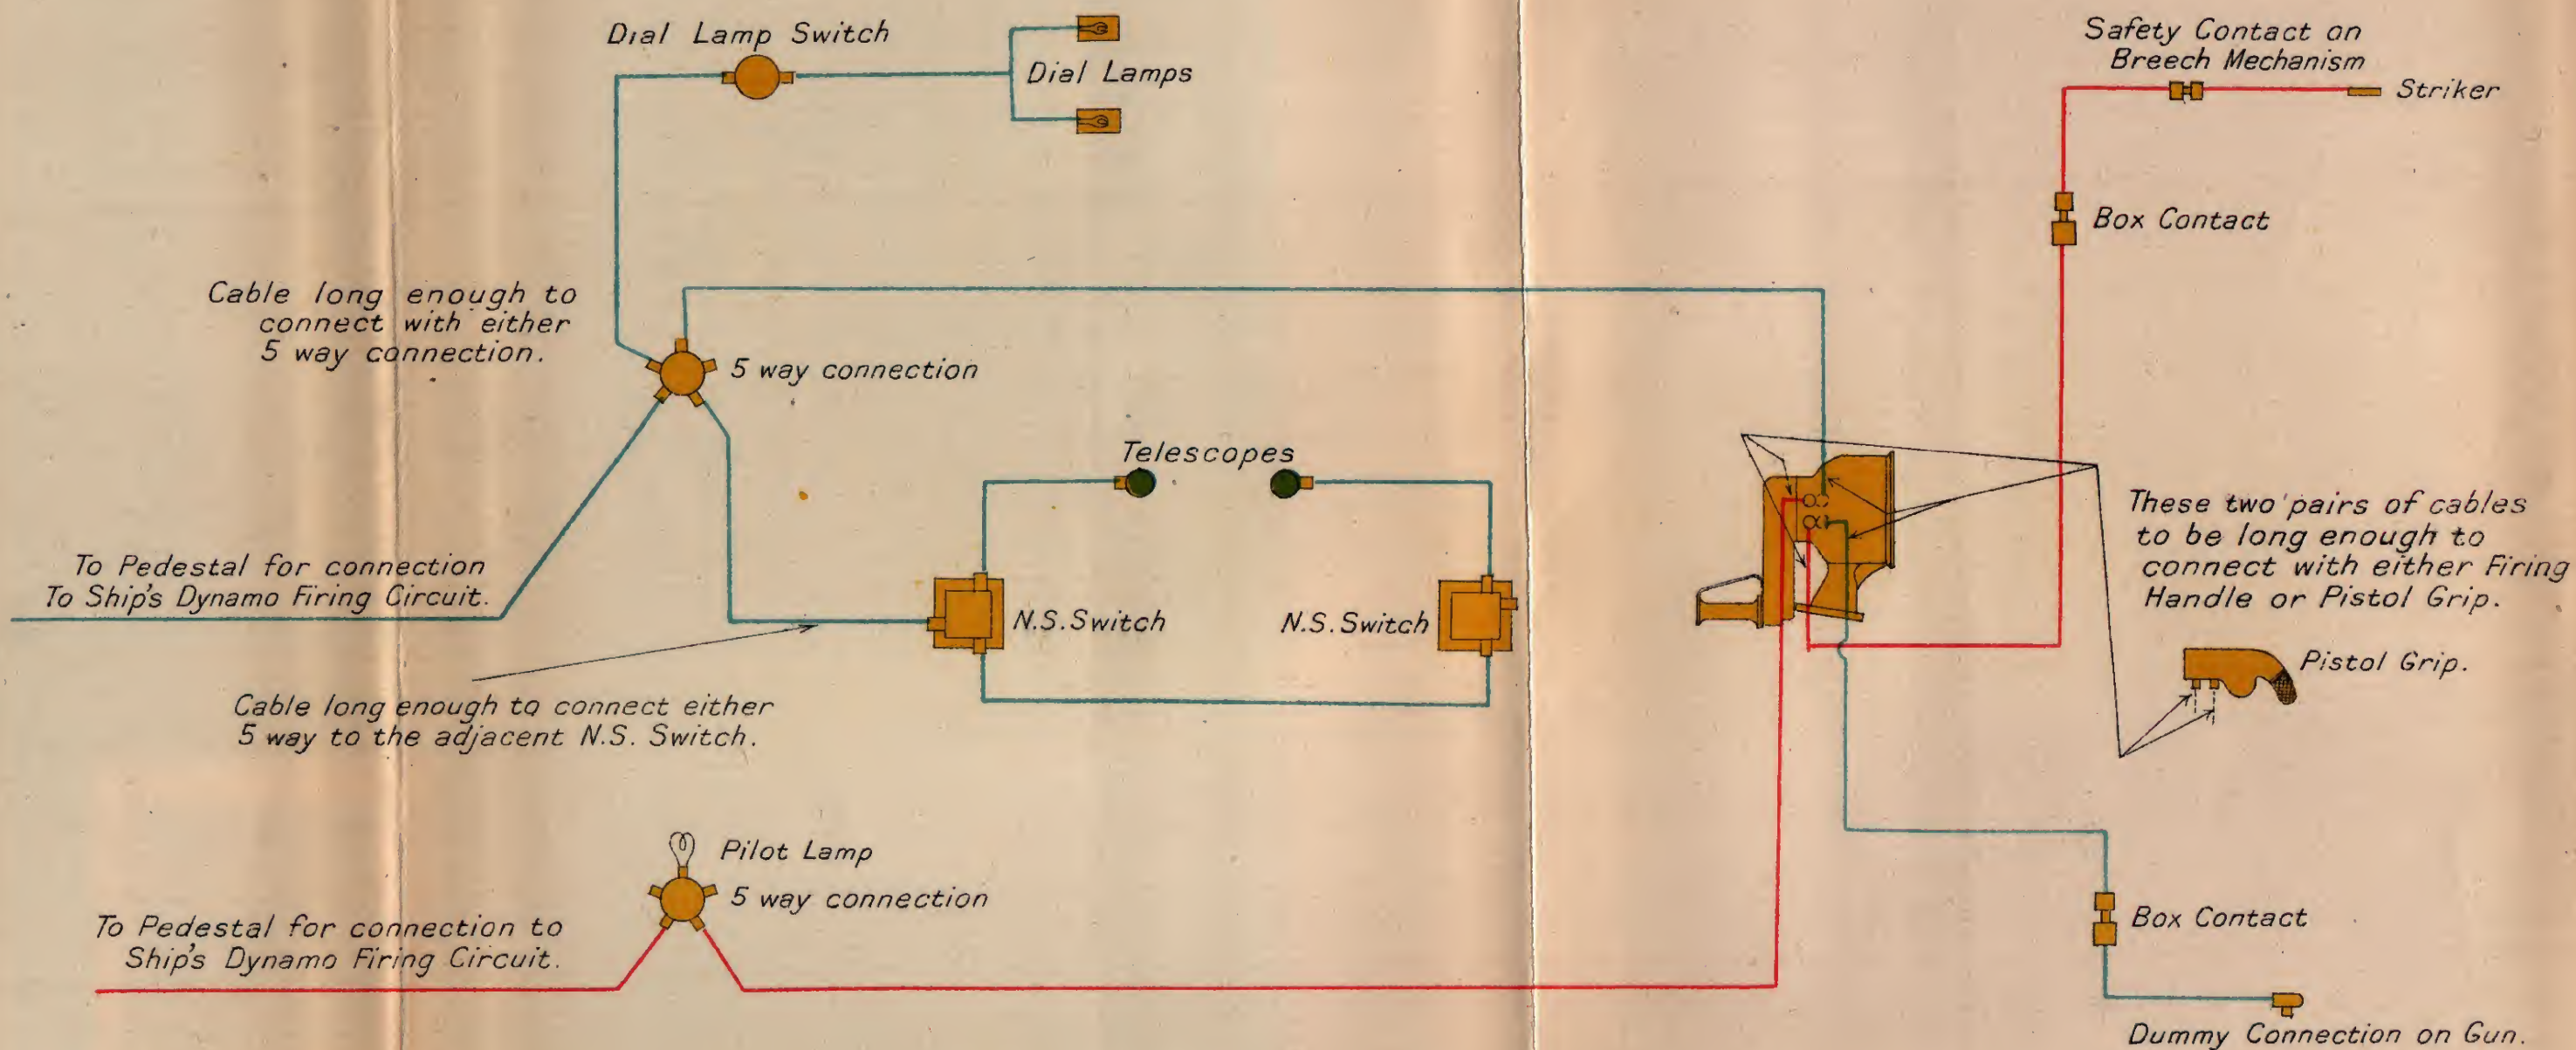 Dial Lamp Switch
Dial Lamps
Safety Contact on
Breech Mechanism
Striker
Box Contact
Cable long enough to
connect with either
5 way connection.
5 way connection
Telescopes
These two pairs of cables
to be long enough to
connect with either Firing
Handle or Pistol Grip.
To Pedestal for connection
To Ship's Dynamo Firing Circuit.
N.S. Switch
N.S. Switch
Pistol Grip.
Cable long enough to connect either
5 way to the adjacent N.S. Switch.
Pilot Lamp
5 way connection
To Pedestal for connection to
Ship's Dynamo Firing Circuit.
Box Contact
Dummy Connection on Gun.